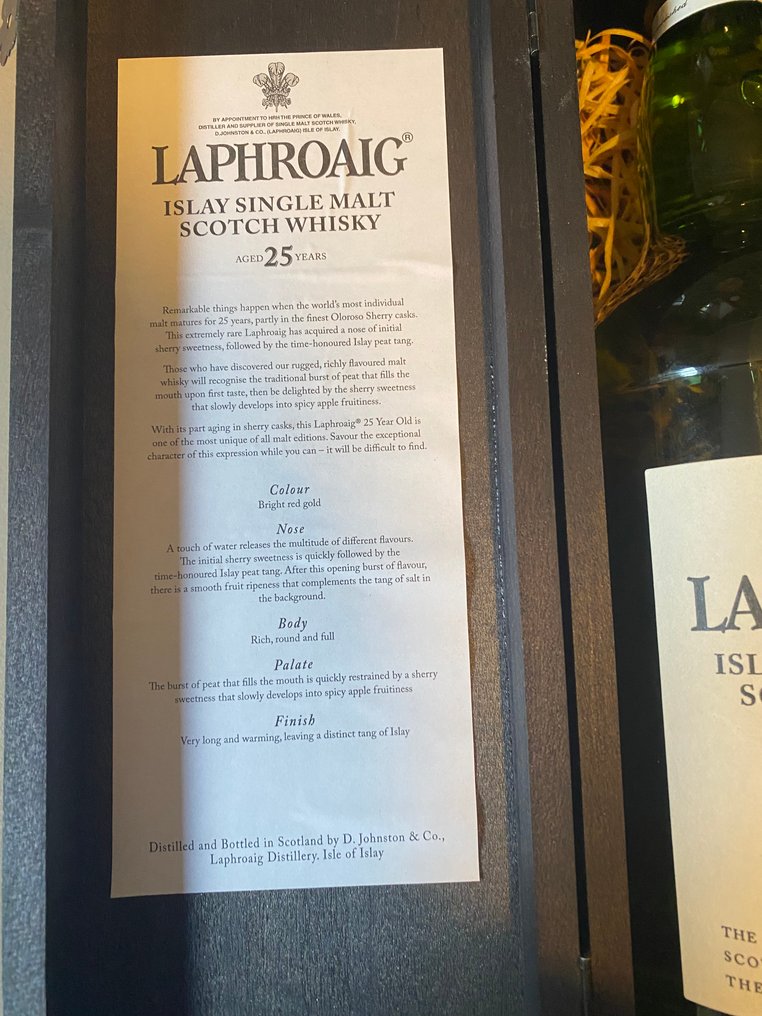 BY APPOINTMENT TO HRH THE PRINCE OF WALES,
DISTILLER AND SUPPLIER OF SINGLE MALT SCOTCH WHISKY,
D.JOHNSTON & CO., (LAPHROAIG) ISLE OF ISLAY.
LAPHROAIG®
ISLAY SINGLE MALT
SCOTCH WHISKY
AGED 25 YEARS
Remarkable things happen when the world's most individual
malt matures for 25 years, partly in the finest Oloroso Sherry casks.
This extremely rare Laphroaig has acquired a nose of initial
sherry sweetness, followed by the time-honoured Islay peat tang.
Those who have discovered our rugged, richly flavoured malt
whisky will recognise the traditional burst of peat that fills the
mouth upon first taste, then be delighted by the sherry sweetness
that slowly develops into spicy apple fruitiness.
With its part aging in sherry casks, this Laphroaig® 25 Year Old is
one of the most unique of all malt editions. Savour the exceptional
character of this expression while you can – it will be difficult to find.
Colour
Bright red gold
Nose
A touch of water releases the multitude of different flavours.
The initial sherry sweetness is quickly followed by the
time-honoured Islay peat tang. After this opening burst of flavour,
there is a smooth fruit ripeness that complements the tang of salt in
the background.
Body
Rich, round and full
Palate
The burst of peat that fills the mouth is quickly restrained by a sherry
sweetness that slowly develops into spicy apple fruitiness
Finish
Very long and warming, leaving a distinct tang of Islay
Distilled and Bottled in Scotland by D. Johnston & Co.,
Laphroaig Distillery. Isle of Islay
LA
ISL
SC
THE
SCO
THE